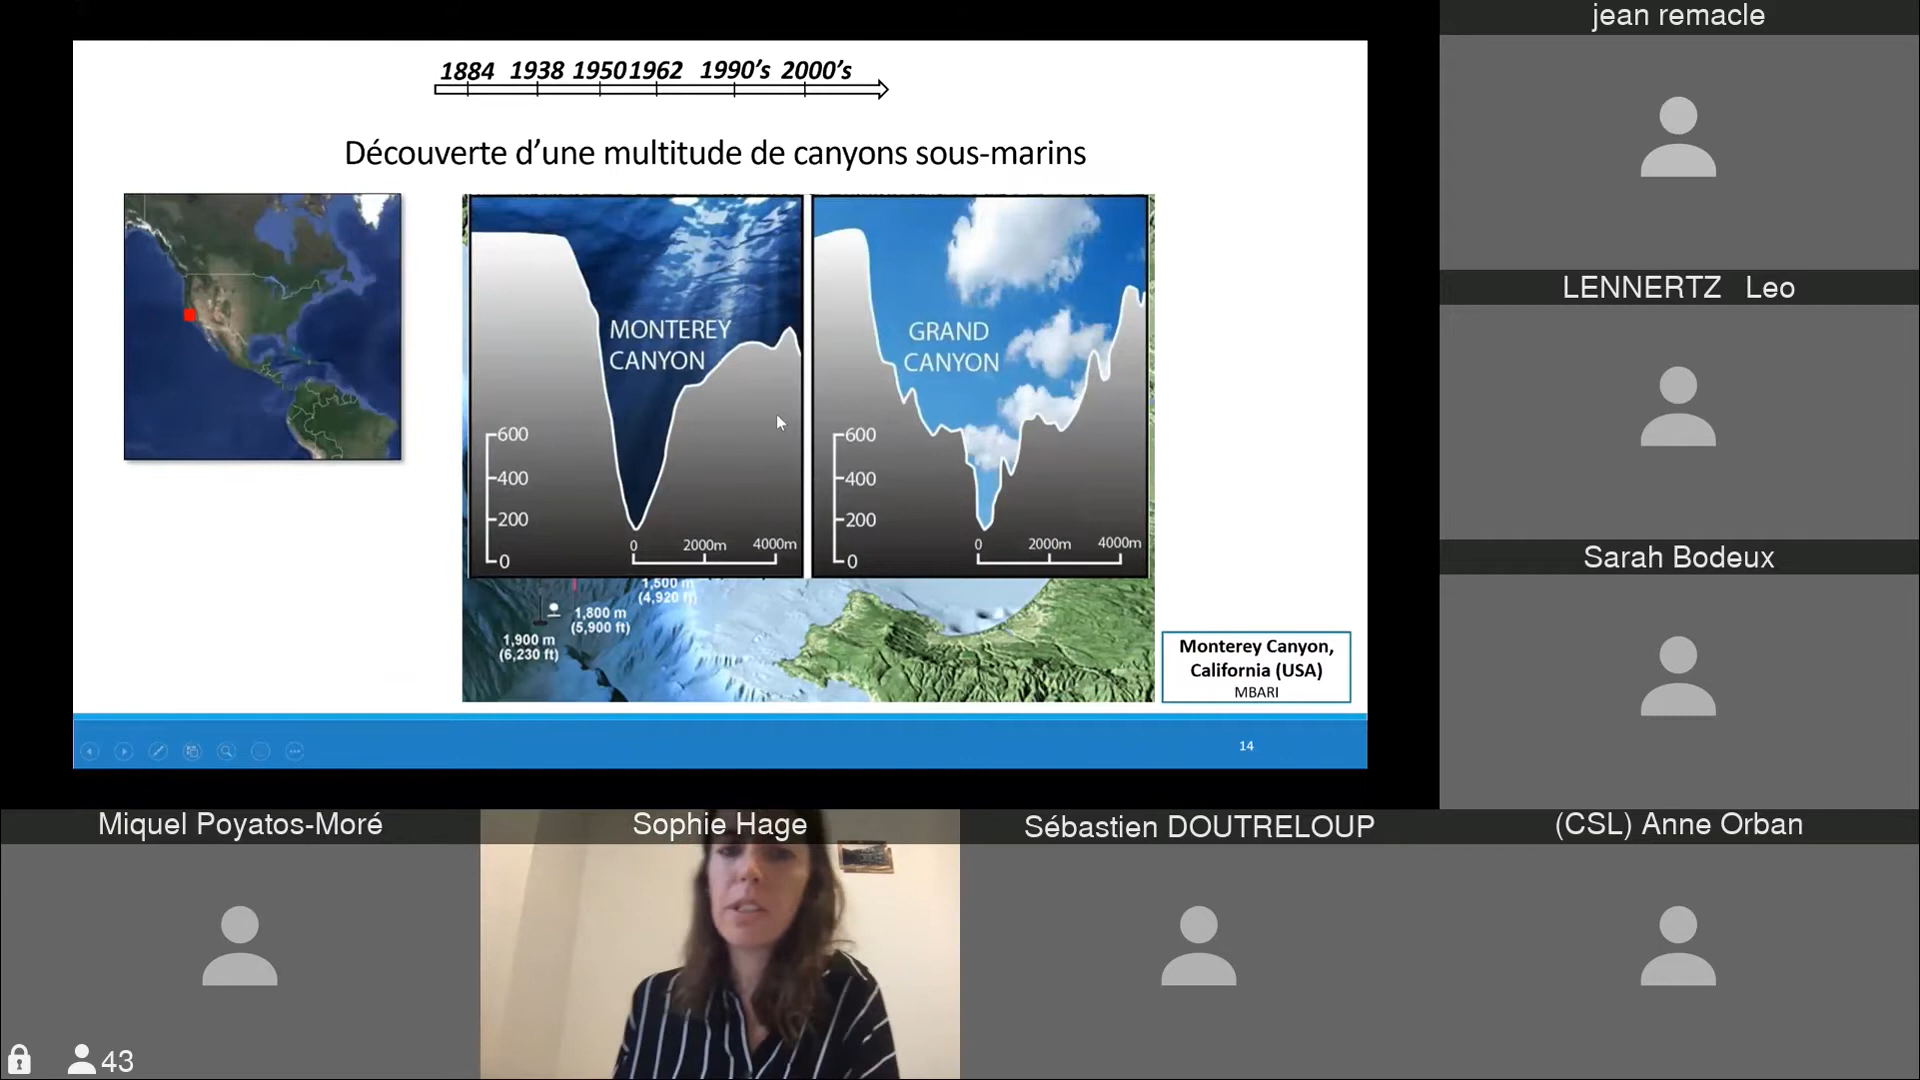 1884 1938 1950 1962 1990's 2000's
Découverte d'une multitude de canyons sous-marins
MONTEREY
CANYON
600
400
200
0
0 2000m 4000m
GRAND
CANYON
600
400
200
0
0 2000m 4000m
1,500 m
(4,920 ft)
1,800 m
(5,900 ft)
1,900 m
(6,230 ft)
Monterey Canyon,
California (USA)
MBARI
14
jean remacle
LENNERTZ Leo
Sarah Bodeux
Miquel Poyatos-Moré
Sophie Hage
Sébastien DOUTRELOUP
(CSL) Anne Orban
43